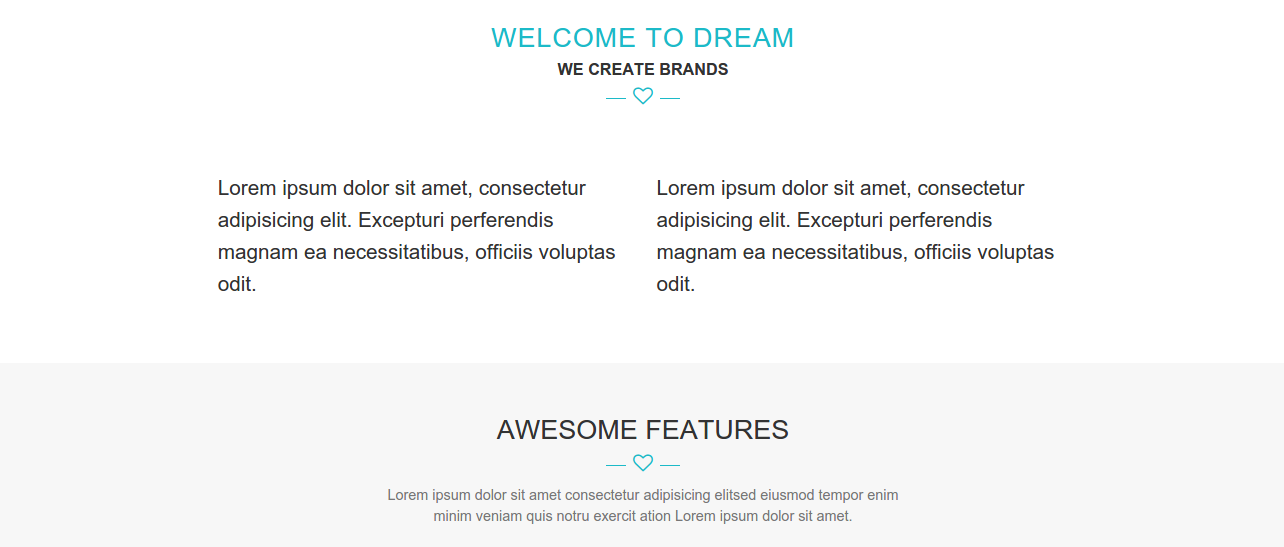 WELCOME TO DREAM
WE CREATE BRANDS
Lorem ipsum dolor sit amet, consectetur
adipisicing elit. Excepturi perferendis
magnam ea necessitatibus, officiis voluptas
odit.
Lorem ipsum dolor sit amet, consectetur
adipisicing elit. Excepturi perferendis
magnam ea necessitatibus, officiis voluptas
odit.
AWESOME FEATURES
Lorem ipsum dolor sit amet consectetur adipisicing elitsed eiusmod tempor enim
minim veniam quis notru exercit ation Lorem ipsum dolor sit amet.